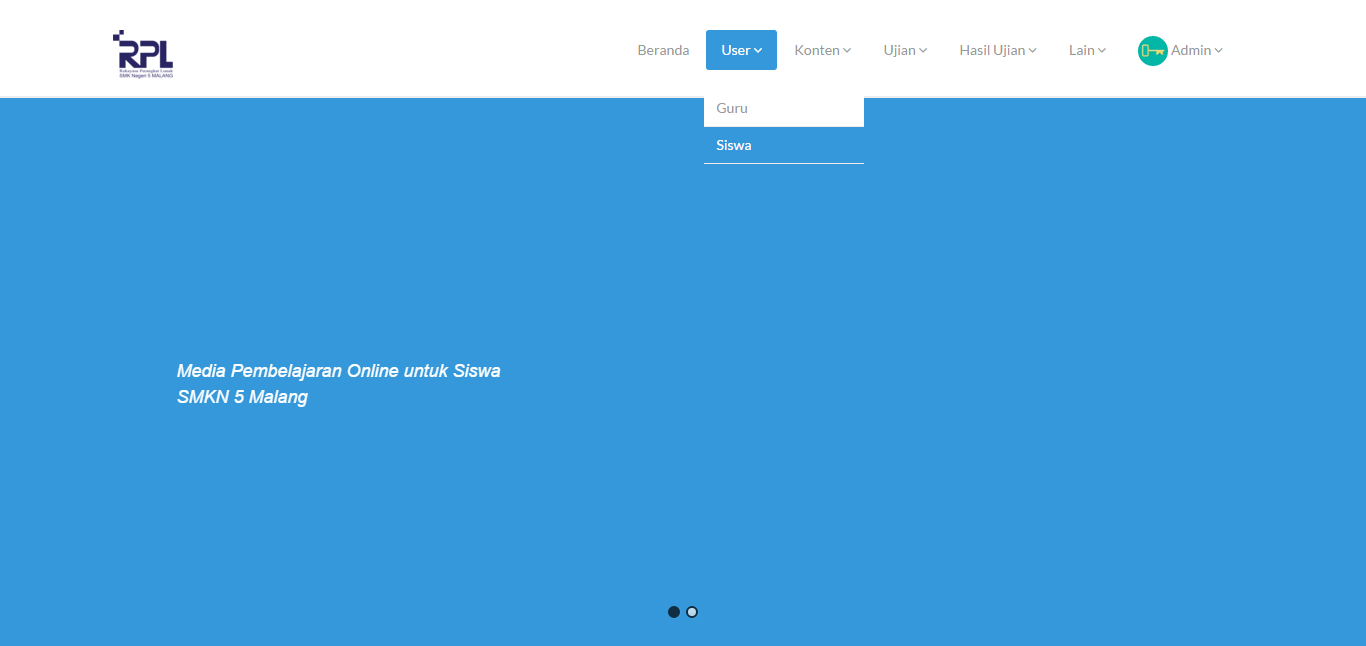 RPL
Rekayasa Perangkat Lunak
SMK Negeri 5 MALANG
Beranda
User
Konten
Ujian
Hasil Ujian
Lain
Admin
Guru
Siswa
Media Pembelajaran Online untuk Siswa
SMKN 5 Malang